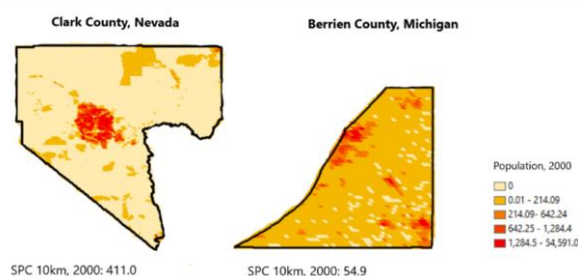 Clark County, Nevada
Berrien County, Michigan
Population, 2000
0
0.01 - 214.09
214.09- 642.24
642.25 - 1,284.4
1,284.5 - 54,591.0
SPC 10km, 2000: 411.0
SPC 10km, 2000: 54.9